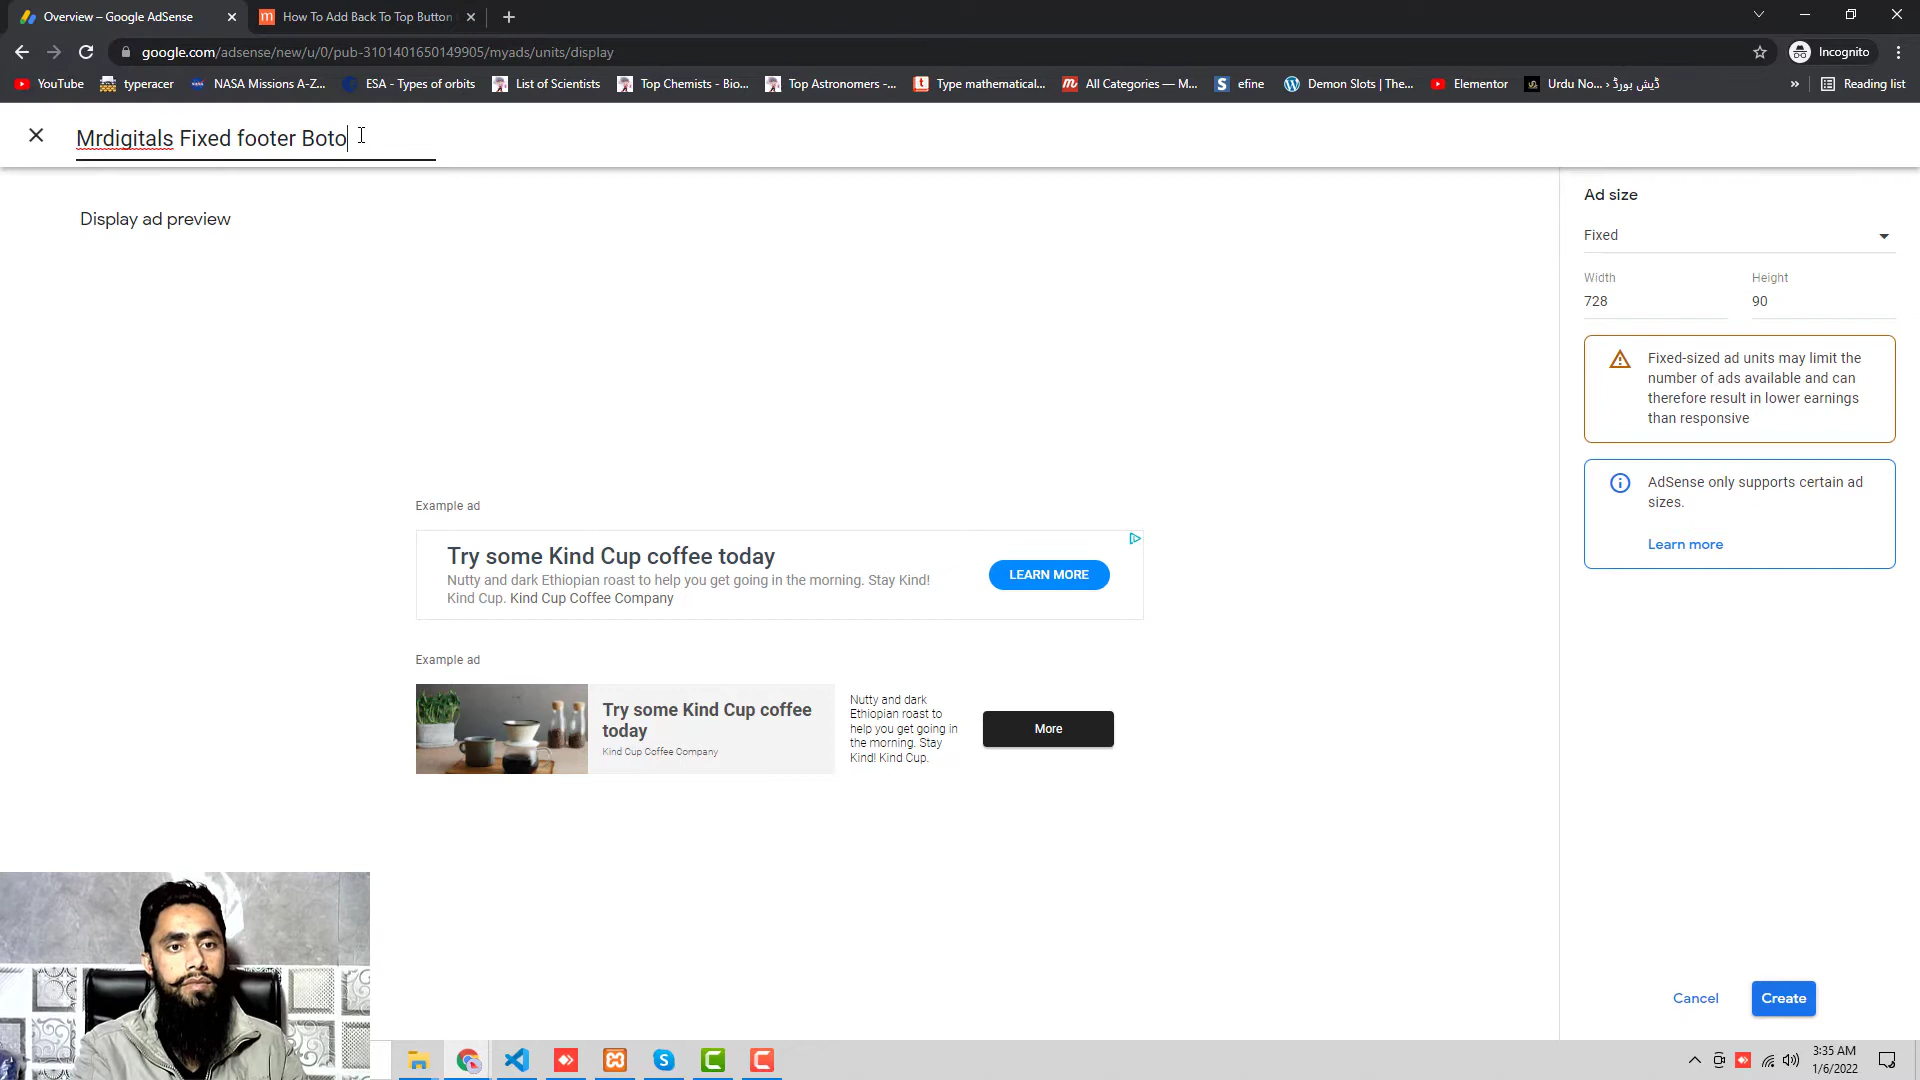 Overview – Google AdSense
How To Add Back To Top Button
google.com/adsense/new/u/0/pub-3101401650149905/myads/units/display
Incognito
YouTube
typeracer
NASA Missions A-Z...
ESA - Types of orbits
List of Scientists
Top Chemists - Bio...
Top Astronomers -...
Type mathematical...
All Categories — M...
efine
Demon Slots | The...
Elementor
Urdu No... › ڈیش بورڈ
»
Reading list
Mrdigitals Fixed footer Boto
Display ad preview
Ad size
Fixed
Width
Height
728
90
Fixed-sized ad units may limit the
number of ads available and can
therefore result in lower earnings
than responsive
AdSense only supports certain ad
sizes.
Learn more
Example ad
Try some Kind Cup coffee today
Nutty and dark Ethiopian roast to help you get going in the morning. Stay Kind!
Kind Cup. Kind Cup Coffee Company
LEARN MORE
Example ad
Try some Kind Cup coffee
today
Kind Cup Coffee Company
Nutty and dark
Ethiopian roast to
help you get going in
the morning. Stay
Kind! Kind Cup.
More
Cancel
Create
3:35 AM
1/6/2022